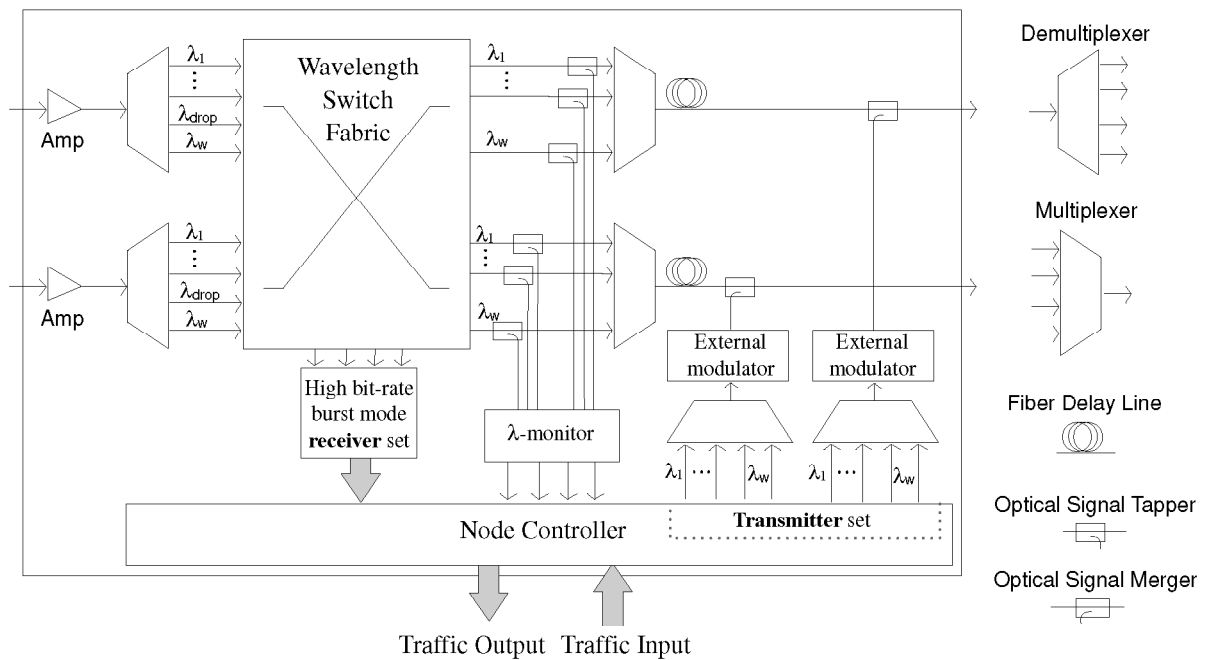 λ1
⋮
λdrop
λw
Amp
λ1
⋮
λdrop
λw
Amp
Wavelength
Switch
Fabric
λ1
⋮
λw
λ1
⋮
λw
High bit-rate
burst mode
receiver set
λ-monitor
External
modulator
External
modulator
λ1 ··· λw
λ1 ··· λw
Transmitter set
Node Controller
Traffic Output
Traffic Input
Demultiplexer
Multiplexer
Fiber Delay Line
Optical Signal Tapper
Optical Signal Merger